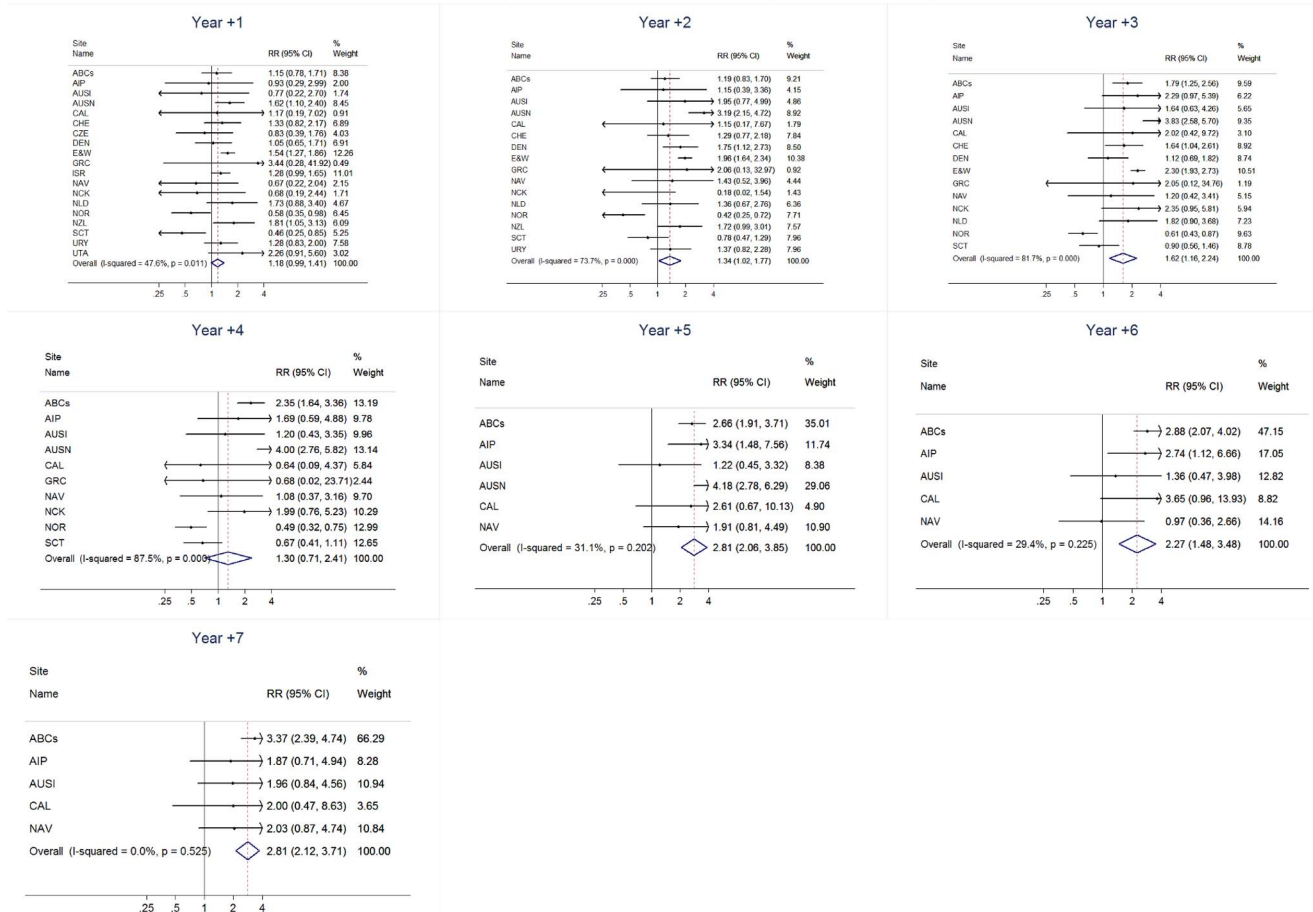 Year +1
Site %
Name RR (95% CI) Weight
ABCs 1.15 (0.78, 1.71) 8.38
AIP 0.93 (0.29, 2.99) 2.00
AUSI 0.77 (0.22, 2.70) 1.74
AUSN 1.62 (1.10, 2.40) 8.45
CAL 1.17 (0.19, 7.02) 0.91
CHE 1.33 (0.82, 2.17) 6.89
CZE 0.83 (0.39, 1.76) 4.03
DEN 1.05 (0.65, 1.71) 6.91
E&W 1.54 (1.27, 1.86) 12.26
GRC 3.44 (0.28, 41.92) 0.49
ISR 1.28 (0.99, 1.65) 11.01
NAV 0.67 (0.22, 2.04) 2.15
NCK 0.68 (0.19, 2.44) 1.71
NLD 1.73 (0.88, 3.40) 4.67
NOR 0.58 (0.35, 0.98) 6.45
NZL 1.81 (1.05, 3.13) 6.09
SCT 0.46 (0.25, 0.85) 5.25
URY 1.28 (0.83, 2.00) 7.58
UTA 2.26 (0.91, 5.60) 3.02
Overall (I-squared = 47.6%, p = 0.011) 1.18 (0.99, 1.41) 100.00
.25 .5 1 2 4
Year +2
Site %
Name RR (95% CI) Weight
ABCs 1.19 (0.83, 1.70) 9.21
AIP 1.15 (0.39, 3.36) 4.15
AUSI 1.95 (0.77, 4.99) 4.86
AUSN 3.19 (2.15, 4.72) 8.92
CAL 1.15 (0.17, 7.67) 1.79
CHE 1.29 (0.77, 2.18) 7.84
DEN 1.75 (1.12, 2.73) 8.50
E&W 1.96 (1.64, 2.34) 10.38
GRC 2.06 (0.13, 32.97) 0.92
NAV 1.43 (0.52, 3.96) 4.44
NCK 0.18 (0.02, 1.54) 1.43
NLD 1.36 (0.67, 2.76) 6.36
NOR 0.42 (0.25, 0.72) 7.71
NZL 1.72 (0.99, 3.01) 7.57
SCT 0.78 (0.47, 1.29) 7.96
URY 1.37 (0.82, 2.28) 7.98
Overall (I-squared = 73.7%, p = 0.000) 1.34 (1.02, 1.77) 100.00
.25 .5 1 2 4
Year +3
Site %
Name RR (95% CI) Weight
ABCs 1.79 (1.25, 2.56) 9.59
AIP 2.29 (0.97, 5.39) 6.22
AUSI 1.64 (0.63, 4.26) 5.65
AUSN 3.83 (2.58, 5.70) 9.35
CAL 2.02 (0.42, 9.72) 3.10
CHE 1.64 (1.04, 2.61) 8.92
DEN 1.12 (0.69, 1.82) 8.74
E&W 2.30 (1.93, 2.73) 10.51
GRC 2.05 (0.12, 34.76) 1.19
NAV 1.20 (0.42, 3.41) 5.15
NCK 2.35 (0.95, 5.81) 5.94
NLD 1.82 (0.90, 3.68) 7.23
NOR 0.61 (0.43, 0.87) 9.63
SCT 0.90 (0.56, 1.46) 8.78
Overall (I-squared = 81.7%, p = 0.000) 1.62 (1.16, 2.24) 100.00
.25 .5 1 2 4
Year +4
Site %
Name RR (95% CI) Weight
ABCs 2.35 (1.64, 3.36) 13.19
AIP 1.69 (0.59, 4.88) 9.78
AUSI 1.20 (0.43, 3.35) 9.96
AUSN 4.00 (2.76, 5.82) 13.14
CAL 0.64 (0.09, 4.37) 5.84
GRC 0.68 (0.02, 23.71) 2.44
NAV 1.08 (0.37, 3.16) 9.70
NCK 1.99 (0.76, 5.23) 10.29
NOR 0.49 (0.32, 0.75) 12.99
SCT 0.67 (0.41, 1.11) 12.65
Overall (I-squared = 87.5%, p = 0.000) 1.30 (0.71, 2.41) 100.00
.25 .5 1 2 4
Year +5
Site %
Name RR (95% CI) Weight
ABCs 2.66 (1.91, 3.71) 35.01
AIP 3.34 (1.48, 7.56) 11.74
AUSI 1.22 (0.45, 3.32) 8.38
AUSN 4.18 (2.78, 6.29) 29.06
CAL 2.61 (0.67, 10.13) 4.90
NAV 1.91 (0.81, 4.49) 10.90
Overall (I-squared = 31.1%, p = 0.202) 2.81 (2.06, 3.85) 100.00
.25 .5 1 2 4
Year +6
Site %
Name RR (95% CI) Weight
ABCs 2.88 (2.07, 4.02) 47.15
AIP 2.74 (1.12, 6.66) 17.05
AUSI 1.36 (0.47, 3.98) 12.82
CAL 3.65 (0.96, 13.93) 8.82
NAV 0.97 (0.36, 2.66) 14.16
Overall (I-squared = 29.4%, p = 0.225) 2.27 (1.48, 3.48) 100.00
.25 .5 1 2 4
Year +7
Site %
Name RR (95% CI) Weight
ABCs 3.37 (2.39, 4.74) 66.29
AIP 1.87 (0.71, 4.94) 8.28
AUSI 1.96 (0.84, 4.56) 10.94
CAL 2.00 (0.47, 8.63) 3.65
NAV 2.03 (0.87, 4.74) 10.84
Overall (I-squared = 0.0%, p = 0.525) 2.81 (2.12, 3.71) 100.00
.25 .5 1 2 4